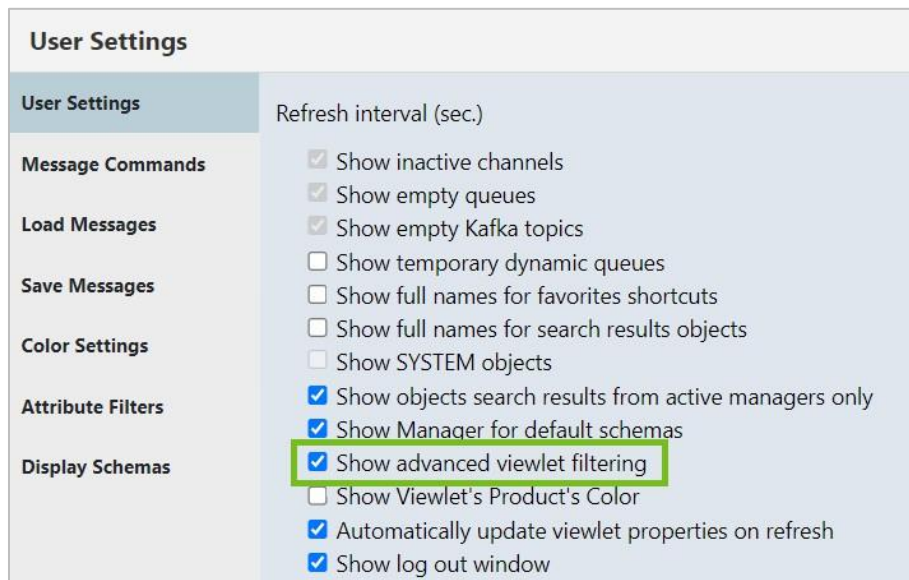 User Settings
User Settings
Message Commands
Load Messages
Save Messages
Color Settings
Attribute Filters
Display Schemas
Refresh interval (sec.)
Show inactive channels
Show empty queues
Show empty Kafka topics
Show temporary dynamic queues
Show full names for favorites shortcuts
Show full names for search results objects
Show SYSTEM objects
Show objects search results from active managers only
Show Manager for default schemas
Show advanced viewlet filtering
Show Viewlet's Product's Color
Automatically update viewlet properties on refresh
Show log out window